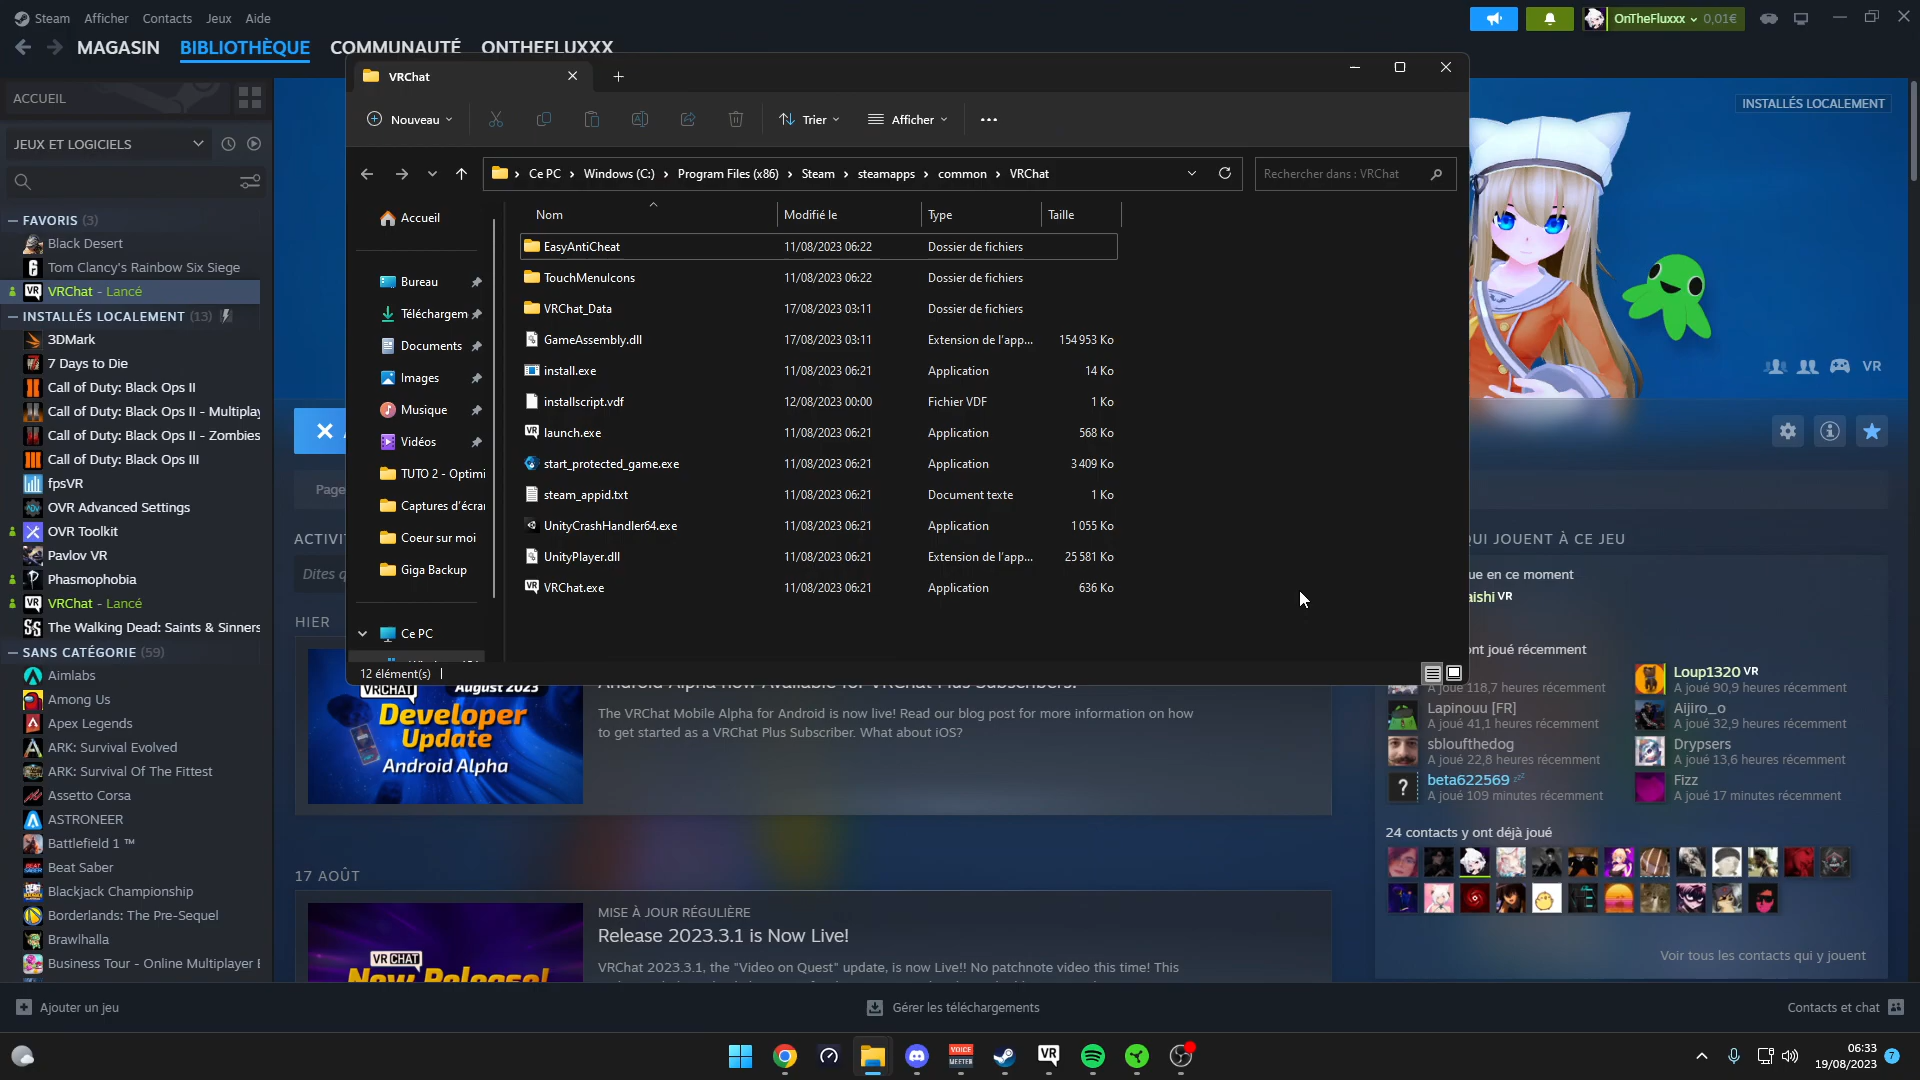 Steam Afficher Contacts Jeux Aide
OnTheFluxxx 0,01€
MAGASIN BIBLIOTHÈQUE COMMUNAUTÉ ONTHEFLUXXX
VRChat
ACCUEIL
INSTALLÉS LOCALEMENT
Nouveau Trier Afficher
JEUX ET LOGICIELS
Ce PC Windows (C:) Program Files (x86) Steam steamapps common VRChat
Rechercher dans : VRChat
Nom Modifié le Type Taille
EasyAntiCheat 11/08/2023 06:22 Dossier de fichiers
TouchMenuIcons 11/08/2023 06:22 Dossier de fichiers
VRChat_Data 17/08/2023 03:11 Dossier de fichiers
GameAssembly.dll 17/08/2023 03:11 Extension de l'app... 154 953 Ko
install.exe 11/08/2023 06:21 Application 14 Ko
installscript.vdf 12/08/2023 00:00 Fichier VDF 1 Ko
launch.exe 11/08/2023 06:21 Application 568 Ko
start_protected_game.exe 11/08/2023 06:21 Application 3 409 Ko
steam_appid.txt 11/08/2023 06:21 Document texte 1 Ko
UnityCrashHandler64.exe 11/08/2023 06:21 Application 1 055 Ko
UnityPlayer.dll 11/08/2023 06:21 Extension de l'app... 25 581 Ko
VRChat.exe 11/08/2023 06:21 Application 636 Ko
Accueil
Bureau
Téléchargem
Documents
Images
Musique
Vidéos
TUTO 2 - Optimi
Captures d'écra
Coeur sur moi
Giga Backup
Ce PC
12 élément(s)
FAVORIS (3)
Black Desert
Tom Clancy's Rainbow Six Siege
VRChat - Lancé
INSTALLÉS LOCALEMENT (13)
3DMark
7 Days to Die
Call of Duty: Black Ops II
Call of Duty: Black Ops II - Multiplay
Call of Duty: Black Ops II - Zombies
Call of Duty: Black Ops III
fpsVR
OVR Advanced Settings
OVR Toolkit
Pavlov VR
Phasmophobia
VRChat - Lancé
The Walking Dead: Saints & Sinners
SANS CATÉGORIE (59)
Aimlabs
Among Us
Apex Legends
ARK: Survival Evolved
ARK: Survival Of The Fittest
Assetto Corsa
ASTRONEER
Battlefield 1 ™
Beat Saber
Blackjack Championship
Borderlands: The Pre-Sequel
Brawlhalla
Business Tour - Online Multiplayer
Page
ACTIVI
Dites q
HIER
VRCHAT August 2023
Developer
Update
Android Alpha
Android Alpha now Available for VRChat Plus Subscribers!
The VRChat Mobile Alpha for Android is now live! Read our blog post for more information on how
to get started as a VRChat Plus Subscriber. What about iOS?
17 AOÛT
VRCHAT
New Release!
MISE À JOUR RÉGULIÈRE
Release 2023.3.1 is Now Live!
VRChat 2023.3.1, the "Video on Quest" update, is now Live!! No patchnote video this time! This
VR
UI JOUENT À CE JEU
ue en ce moment
aishi VR
ont joué récemment
A joué 118,7 heures récemment
Loup1320 VR
A joué 90,9 heures récemment
Lapinouu [FR]
A joué 41,1 heures récemment
Aijiro_o
A joué 32,9 heures récemment
sbloufthedog
A joué 22,8 heures récemment
Drypsers
A joué 13,6 heures récemment
beta622569 zz
A joué 109 minutes récemment
Fizz
A joué 17 minutes récemment
24 contacts y ont déjà joué
Voir tous les contacts qui y jouent
Ajouter un jeu Gérer les téléchargements Contacts et chat
VOICE
MEETER
VR
06:33
19/08/2023
7